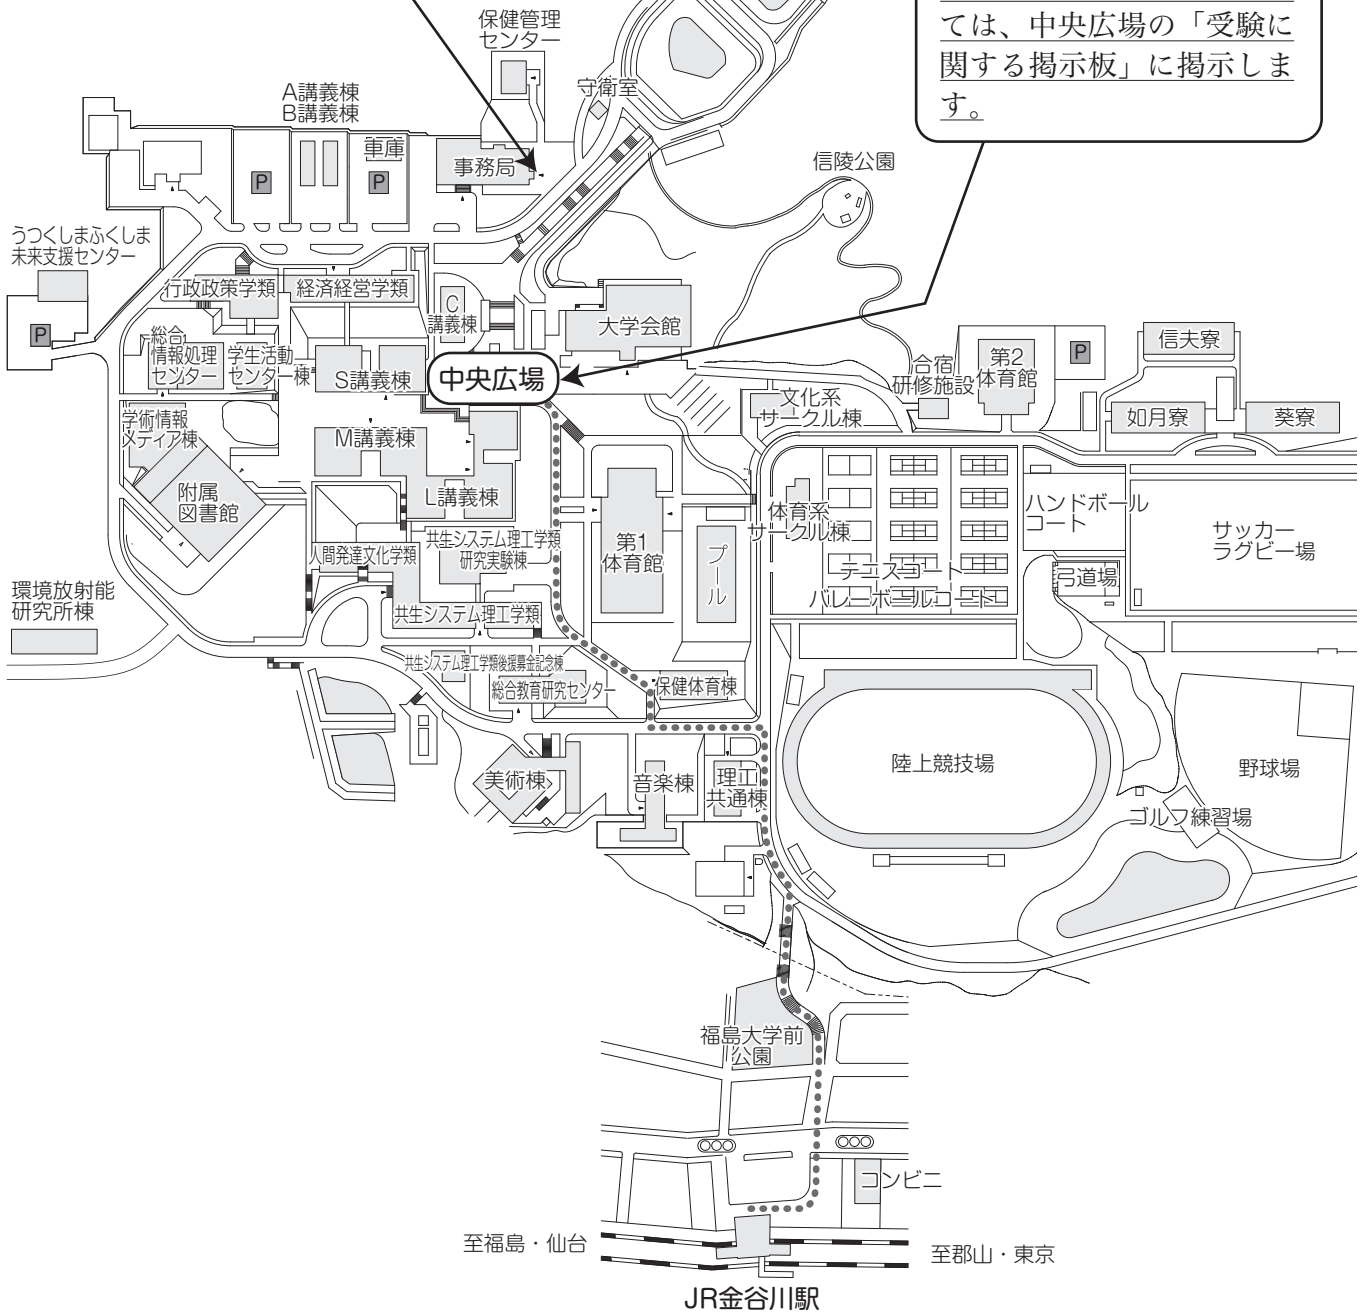 ては、中央広場の「受験に
関する掲示板」に掲示しま
す。
保健管理
センター
守衛室
A講義棟
B講義棟
車庫
事務局
P
P
信陵公園
うつくしまふくしま
未来支援センター
行政政策学類
経済経営学類
C
講義棟
大学会館
P
総合
情報処理
センター
学生活動
センター棟
S講義棟
中央広場
合宿
研修施設
第2
体育館
P
信夫寮
文化系
サークル棟
如月寮
葵寮
学術情報
メディア棟
M講義棟
附属
図書館
L講義棟
体育系
サークル棟
ハンドボール
コート
サッカー
ラグビー場
人間発達文化学類
共生システム理工学類
研究実験棟
第1
体育館
プール
テニスコート
バレーボールコート
弓道場
環境放射能
研究所棟
共生システム理工学類
共生システム理工学類後援募金記念棟
総合教育研究センター
保健体育棟
美術棟
音楽棟
理工
共通棟
陸上競技場
野球場
ゴルフ練習場
福島大学前
公園
コンビニ
至福島・仙台
至郡山・東京
JR金谷川駅